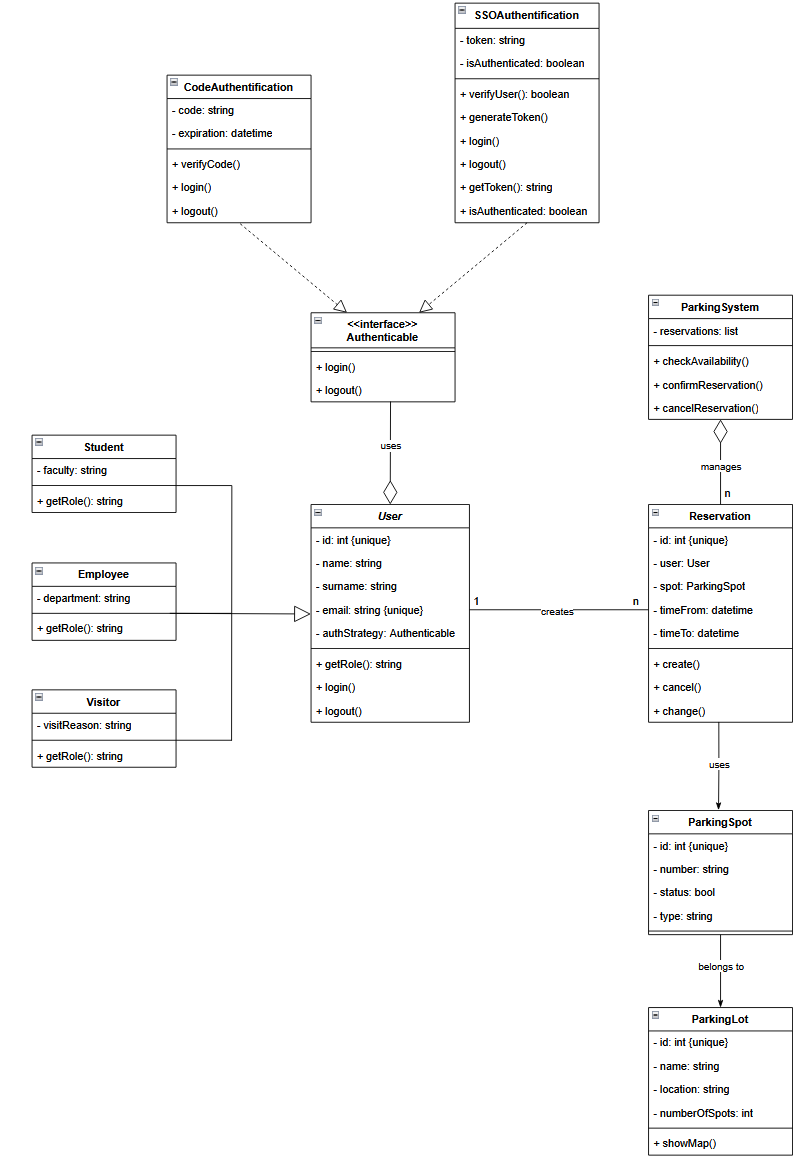 SSOAuthentification
- token: string
- isAuthenticated: boolean
+ verifyUser(): boolean
+ generateToken()
+ login()
+ logout()
+ getToken(): string
+ isAuthenticated: boolean
CodeAuthentification
- code: string
- expiration: datetime
+ verifyCode()
+ login()
+ logout()
<<interface>>
Authenticable
+ login()
+ logout()
uses
ParkingSystem
- reservations: list
+ checkAvailability()
+ confirmReservation()
+ cancelReservation()
manages
n
Student
- faculty: string
+ getRole(): string
Employee
- department: string
+ getRole(): string
Visitor
- visitReason: string
+ getRole(): string
User
- id: int {unique}
- name: string
- surname: string
- email: string {unique}
- authStrategy: Authenticable
+ getRole(): string
+ login()
+ logout()
1
creates
n
Reservation
- id: int {unique}
- user: User
- spot: ParkingSpot
- timeFrom: datetime
- timeTo: datetime
+ create()
+ cancel()
+ change()
uses
ParkingSpot
- id: int {unique}
- number: string
- status: bool
- type: string
belongs to
ParkingLot
- id: int {unique}
- name: string
- location: string
- numberOfSpots: int
+ showMap()